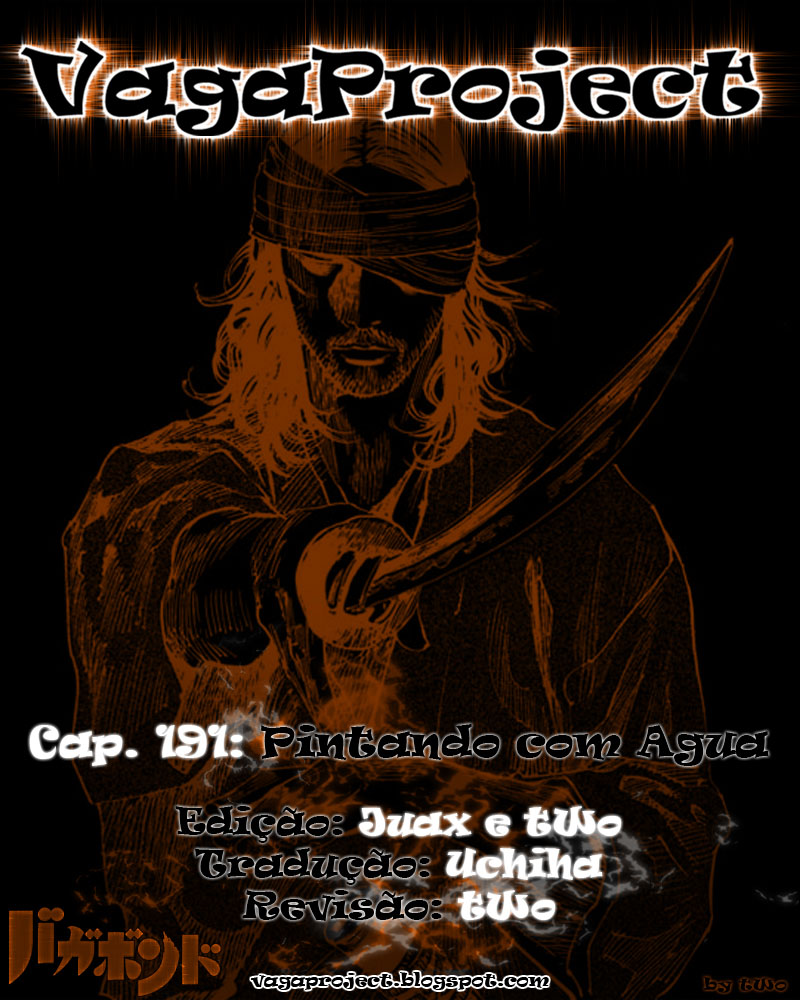 VagaProject
Cap. 191: Pintando com Agua
Edição: Juax e tWo
Tradução: Uchiha
Revisão: tWo
バガボンド
vagaproject.blogspot.com
by tWo